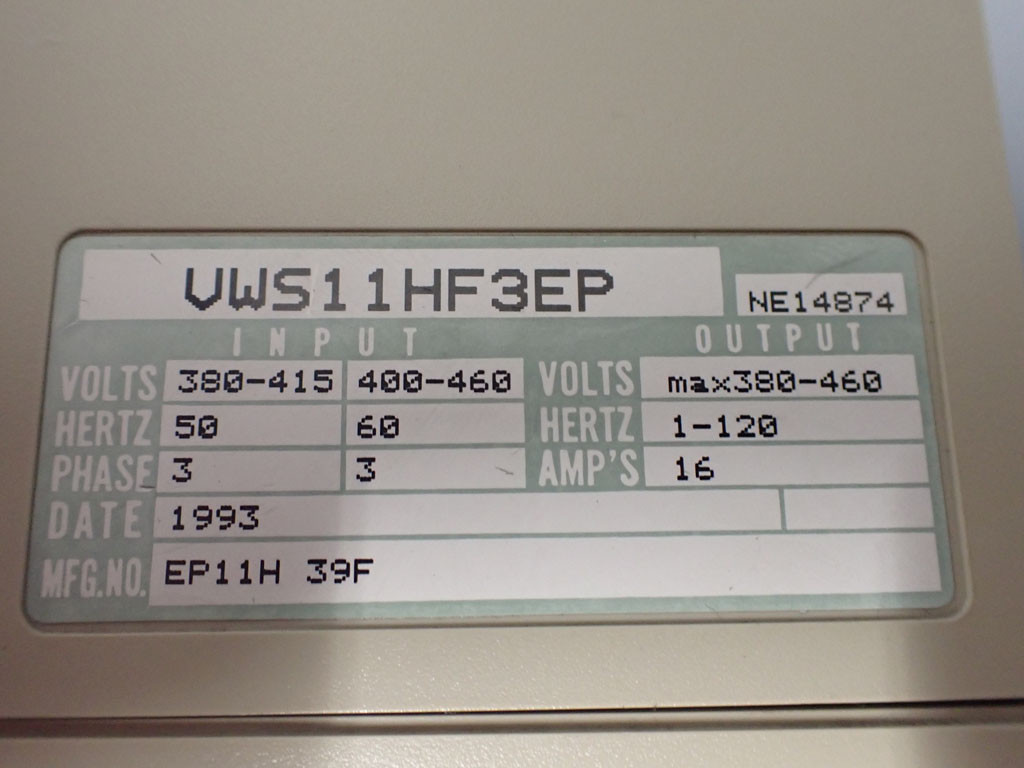 VWS11HF3EP NE14874
INPUT OUTPUT
VOLTS 380-415 400-460 VOLTS max380-460
HERTZ 50 60 HERTZ 1-120
PHASE 3 3 AMP'S 16
DATE 1993
MFG.NO. EP11H 39F